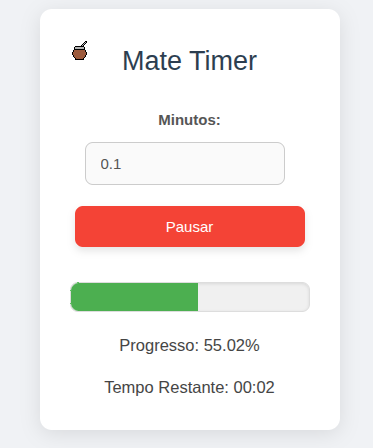 Mate Timer
Minutos:
0.1
Pausar
Progresso: 55.02%
Tempo Restante: 00:02